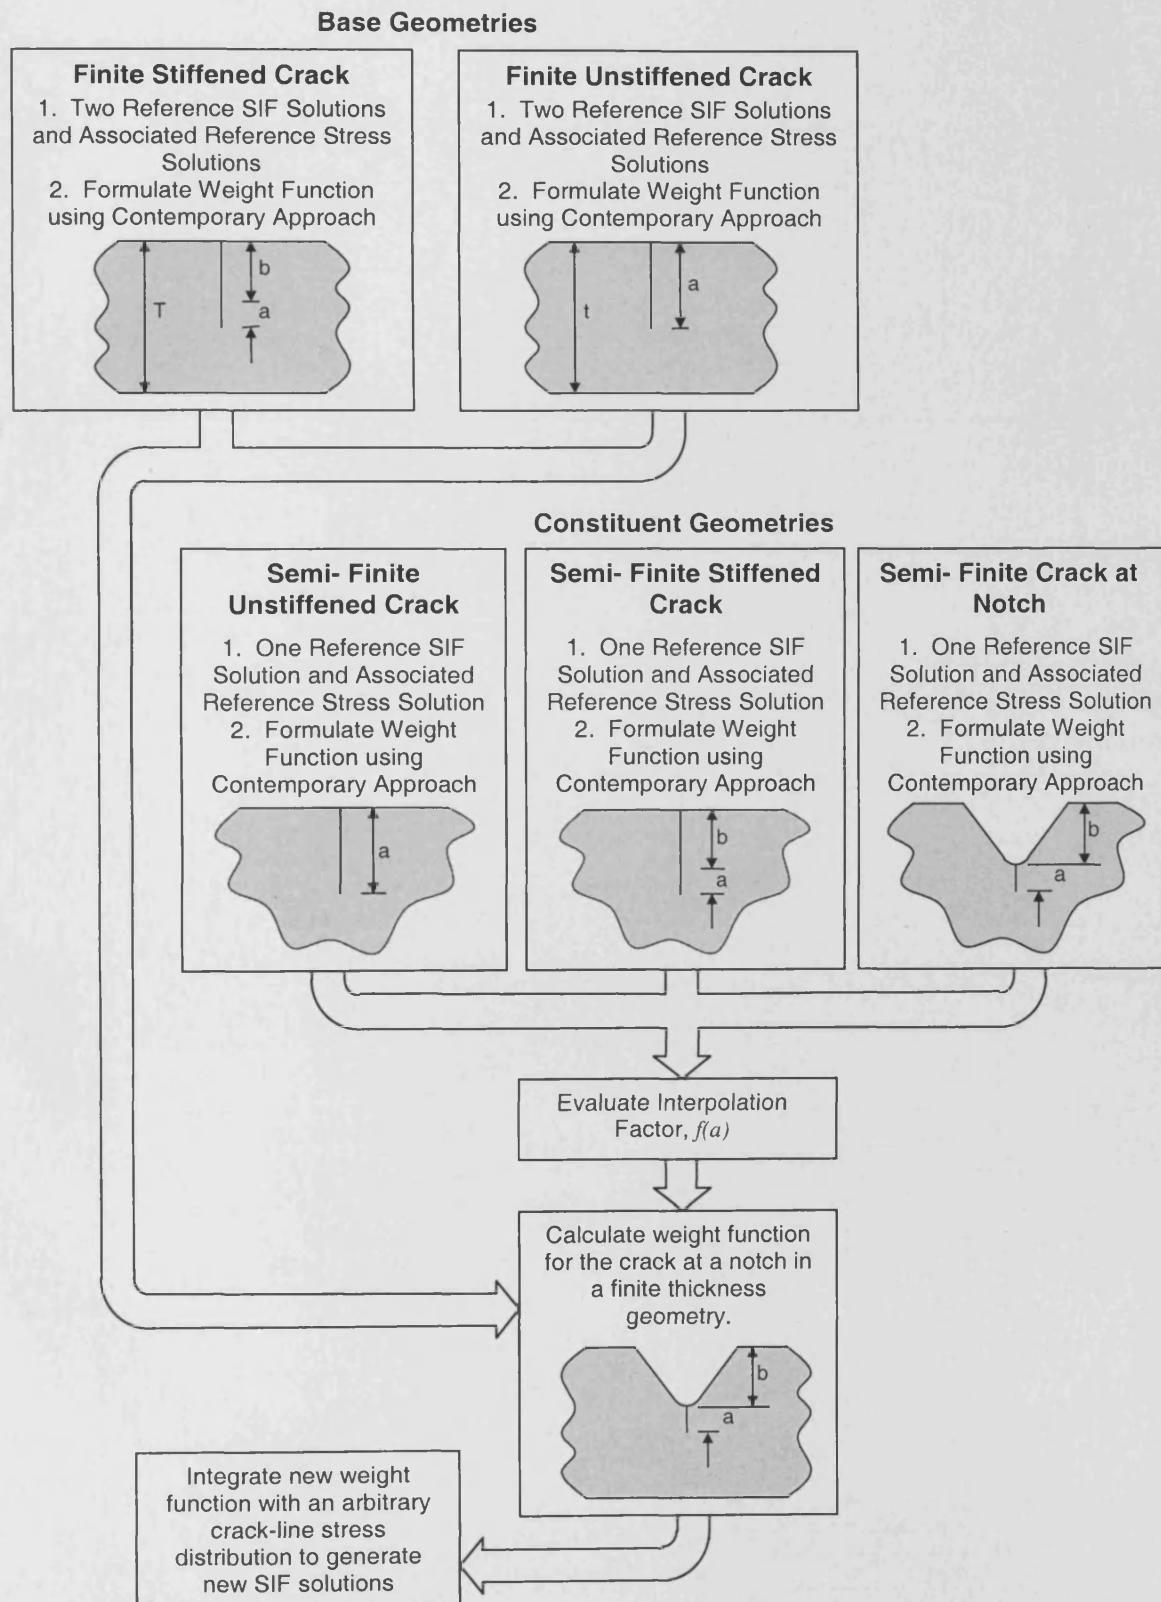 Base Geometries
Finite Stiffened Crack
1. Two Reference SIF Solutions
and Associated Reference Stress
Solutions
2. Formulate Weight Function
using Contemporary Approach
T
b
a
Finite Unstiffened Crack
1. Two Reference SIF Solutions
and Associated Reference Stress
Solutions
2. Formulate Weight Function
using Contemporary Approach
t
a
Constituent Geometries
Semi- Finite
Unstiffened Crack
1. One Reference SIF
Solution and Associated
Reference Stress Solution
2. Formulate Weight
Function using
Contemporary Approach
a
Semi- Finite Stiffened
Crack
1. One Reference SIF
Solution and Associated
Reference Stress Solution
2. Formulate Weight
Function using
Contemporary Approach
b
a
Semi- Finite Crack at
Notch
1. One Reference SIF
Solution and Associated
Reference Stress Solution
2. Formulate Weight
Function using
Contemporary Approach
b
a
Evaluate Interpolation
Factor, f(a)
Calculate weight function
for the crack at a notch in
a finite thickness
geometry.
b
a
Integrate new weight
function with an arbitrary
crack-line stress
distribution to generate
new SIF solutions